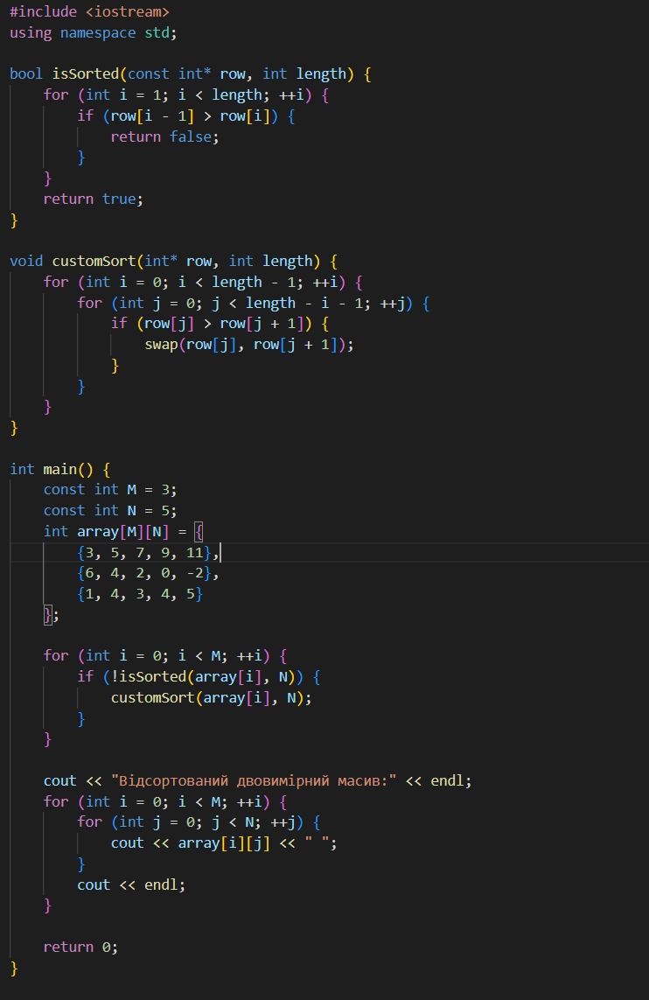 #include <iostream>
using namespace std;

bool isSorted(const int* row, int length) {
    for (int i = 1; i < length; ++i) {
        if (row[i - 1] > row[i]) {
            return false;
        }
    }
    return true;
}

void customSort(int* row, int length) {
    for (int i = 0; i < length - 1; ++i) {
        for (int j = 0; j < length - i - 1; ++j) {
            if (row[j] > row[j + 1]) {
                swap(row[j], row[j + 1]);
            }
        }
    }
}

int main() {
    const int M = 3;
    const int N = 5;
    int array[M][N] = {
        {3, 5, 7, 9, 11},
        {6, 4, 2, 0, -2},
        {1, 4, 3, 4, 5}
    };

    for (int i = 0; i < M; ++i) {
        if (!isSorted(array[i], N)) {
            customSort(array[i], N);
        }
    }

    cout << "Відсортований двовимірний масив:" << endl;
    for (int i = 0; i < M; ++i) {
        for (int j = 0; j < N; ++j) {
            cout << array[i][j] << " ";
        }
        cout << endl;
    }

    return 0;
}